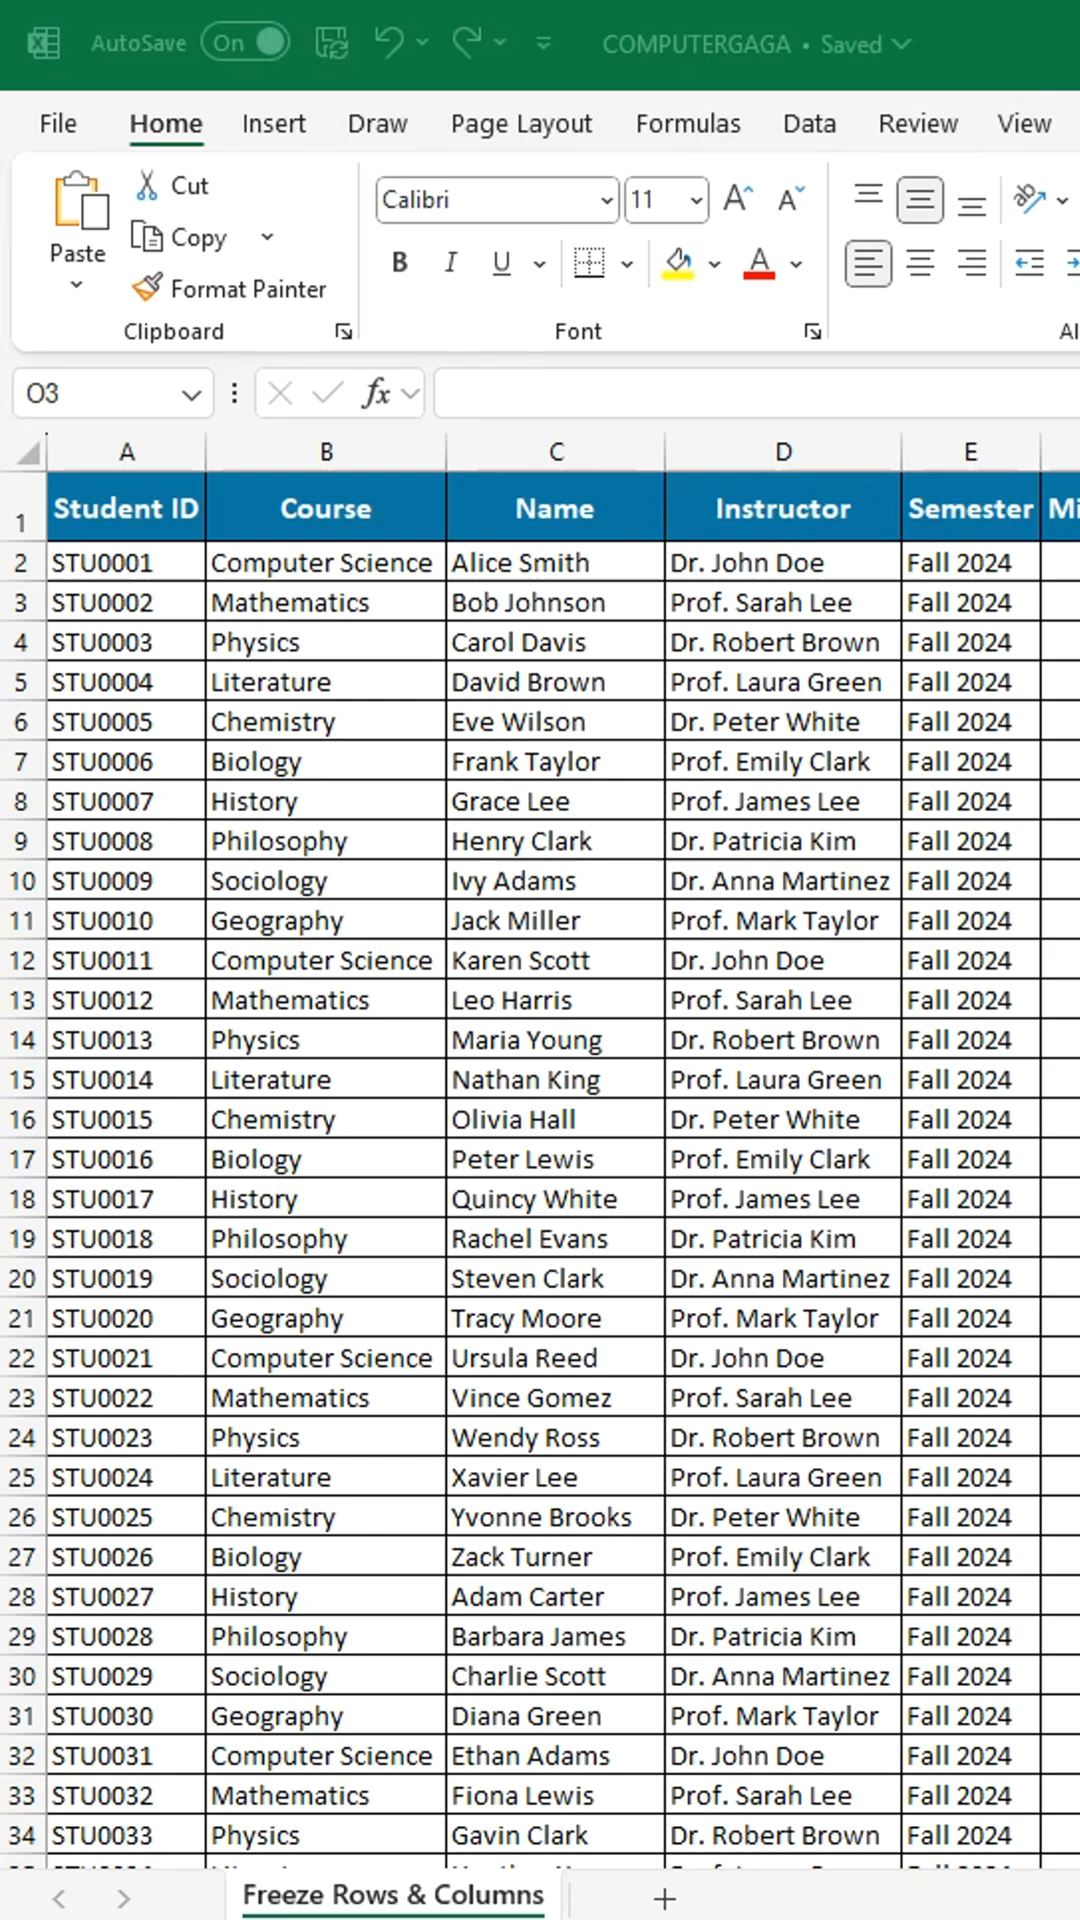 AutoSave On COMPUTERGAGA • Saved
File Home Insert Draw Page Layout Formulas Data Review View
Cut
Calibri 11
Copy
Paste
B I U A
Format Painter
Clipboard Font
O3 fx
A B C D E
1 Student ID Course Name Instructor Semester Mi
2 STU0001 Computer Science Alice Smith Dr. John Doe Fall 2024
3 STU0002 Mathematics Bob Johnson Prof. Sarah Lee Fall 2024
4 STU0003 Physics Carol Davis Dr. Robert Brown Fall 2024
5 STU0004 Literature David Brown Prof. Laura Green Fall 2024
6 STU0005 Chemistry Eve Wilson Dr. Peter White Fall 2024
7 STU0006 Biology Frank Taylor Prof. Emily Clark Fall 2024
8 STU0007 History Grace Lee Prof. James Lee Fall 2024
9 STU0008 Philosophy Henry Clark Dr. Patricia Kim Fall 2024
10 STU0009 Sociology Ivy Adams Dr. Anna Martinez Fall 2024
11 STU0010 Geography Jack Miller Prof. Mark Taylor Fall 2024
12 STU0011 Computer Science Karen Scott Dr. John Doe Fall 2024
13 STU0012 Mathematics Leo Harris Prof. Sarah Lee Fall 2024
14 STU0013 Physics Maria Young Dr. Robert Brown Fall 2024
15 STU0014 Literature Nathan King Prof. Laura Green Fall 2024
16 STU0015 Chemistry Olivia Hall Dr. Peter White Fall 2024
17 STU0016 Biology Peter Lewis Prof. Emily Clark Fall 2024
18 STU0017 History Quincy White Prof. James Lee Fall 2024
19 STU0018 Philosophy Rachel Evans Dr. Patricia Kim Fall 2024
20 STU0019 Sociology Steven Clark Dr. Anna Martinez Fall 2024
21 STU0020 Geography Tracy Moore Prof. Mark Taylor Fall 2024
22 STU0021 Computer Science Ursula Reed Dr. John Doe Fall 2024
23 STU0022 Mathematics Vince Gomez Prof. Sarah Lee Fall 2024
24 STU0023 Physics Wendy Ross Dr. Robert Brown Fall 2024
25 STU0024 Literature Xavier Lee Prof. Laura Green Fall 2024
26 STU0025 Chemistry Yvonne Brooks Dr. Peter White Fall 2024
27 STU0026 Biology Zack Turner Prof. Emily Clark Fall 2024
28 STU0027 History Adam Carter Prof. James Lee Fall 2024
29 STU0028 Philosophy Barbara James Dr. Patricia Kim Fall 2024
30 STU0029 Sociology Charlie Scott Dr. Anna Martinez Fall 2024
31 STU0030 Geography Diana Green Prof. Mark Taylor Fall 2024
32 STU0031 Computer Science Ethan Adams Dr. John Doe Fall 2024
33 STU0032 Mathematics Fiona Lewis Prof. Sarah Lee Fall 2024
34 STU0033 Physics Gavin Clark Dr. Robert Brown Fall 2024
Freeze Rows & Columns